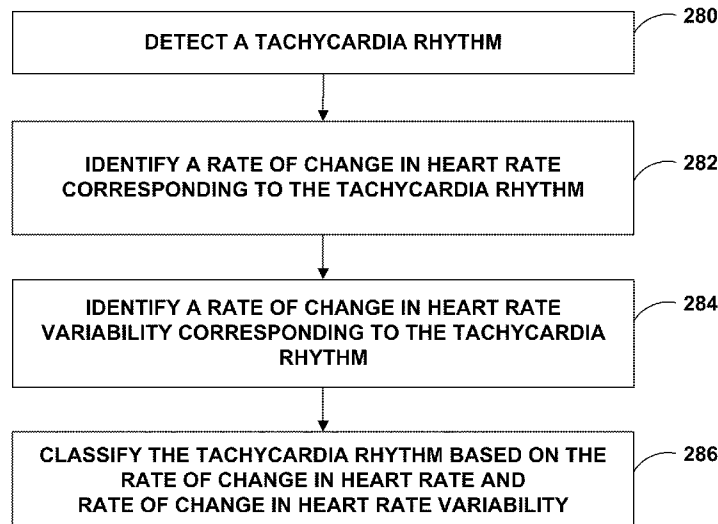 DETECT A TACHYCARDIA RHYTHM
280
IDENTIFY A RATE OF CHANGE IN HEART RATE
CORRESPONDING TO THE TACHYCARDIA RHYTHM
282
IDENTIFY A RATE OF CHANGE IN HEART RATE
VARIABILITY CORRESPONDING TO THE TACHYCARDIA
RHYTHM
284
CLASSIFY THE TACHYCARDIA RHYTHM BASED ON THE
RATE OF CHANGE IN HEART RATE AND
RATE OF CHANGE IN HEART RATE VARIABILITY
286